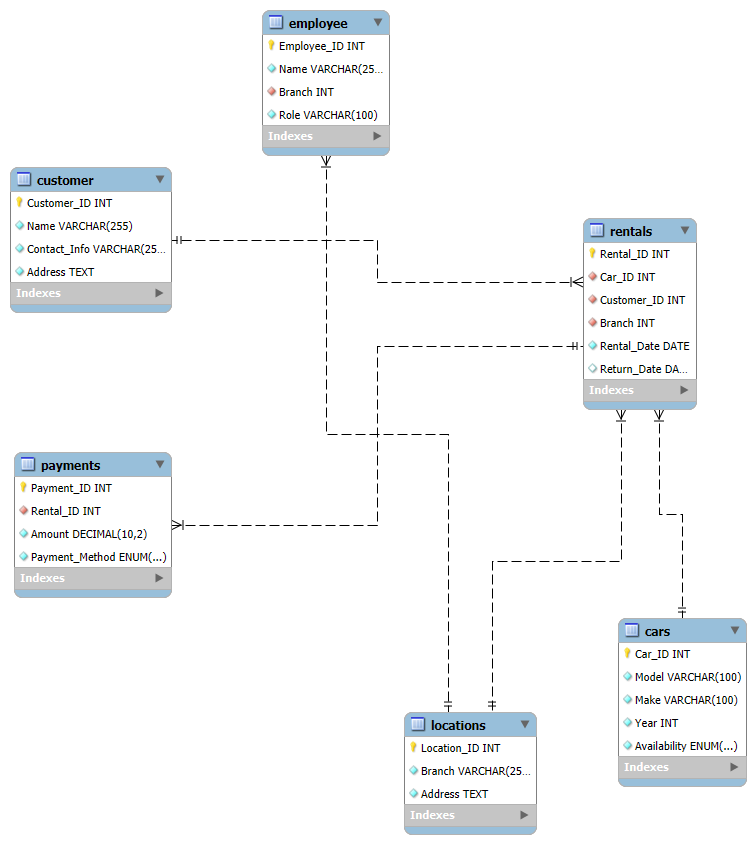 employee
Employee_ID INT
Name VARCHAR(25...
Branch INT
Role VARCHAR(100)
Indexes
customer
Customer_ID INT
Name VARCHAR(255)
Contact_Info VARCHAR(25...
Address TEXT
Indexes
rentals
Rental_ID INT
Car_ID INT
Customer_ID INT
Branch INT
Rental_Date DATE
Return_Date DA...
Indexes
payments
Payment_ID INT
Rental_ID INT
Amount DECIMAL(10,2)
Payment_Method ENUM(...)
Indexes
cars
Car_ID INT
Model VARCHAR(100)
Make VARCHAR(100)
Year INT
Availability ENUM(...)
Indexes
locations
Location_ID INT
Branch VARCHAR(25...
Address TEXT
Indexes